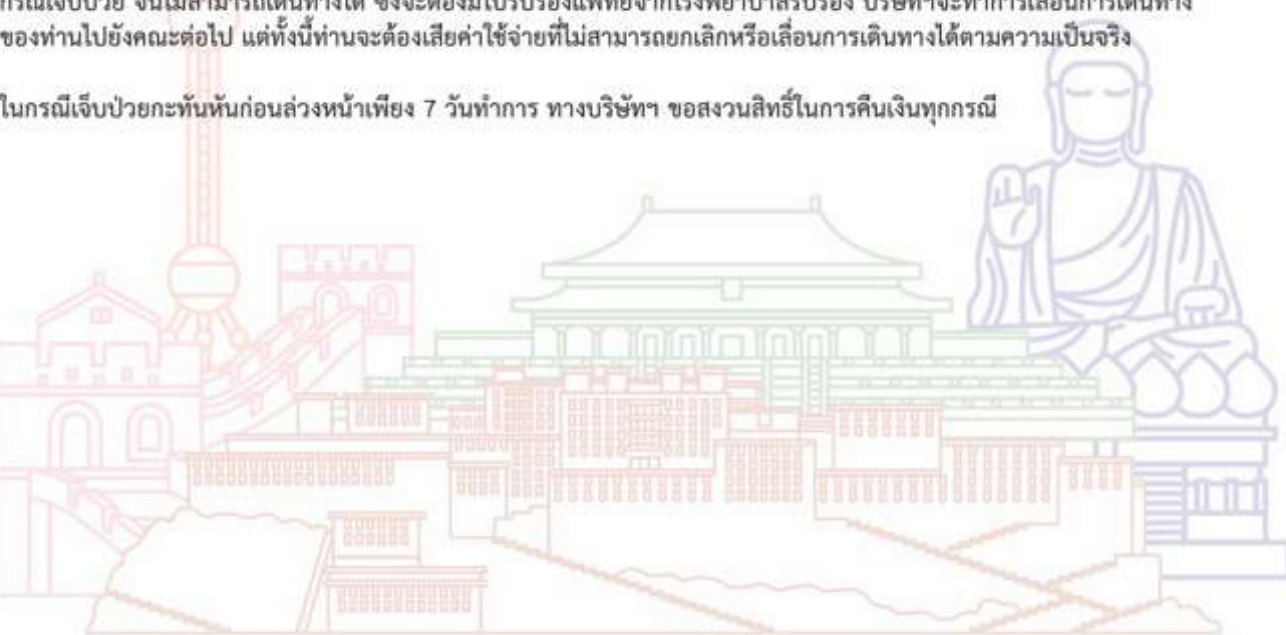 กรณีเจ็บป่วย จนไม่สามารถเดินทางได้ ซึ่งจะต้องมีใบรับรองแพทย์จากโรงพยาบาลรับรอง บริษัทฯจะทำการเลื่อนการเดินทาง
ของท่านไปยังคณะต่อไป แต่ทั้งนี้ท่านจะต้องเสียค่าใช้จ่ายที่ไม่สามารถยกเลิกหรือเลื่อนการเดินทางได้ตามความเป็นจริง
ในกรณีเจ็บป่วยกะทันหันก่อนล่วงหน้าเพียง 7 วันทำการ ทางบริษัทฯ ขอสงวนสิทธิ์ในการคืนเงินทุกกรณี